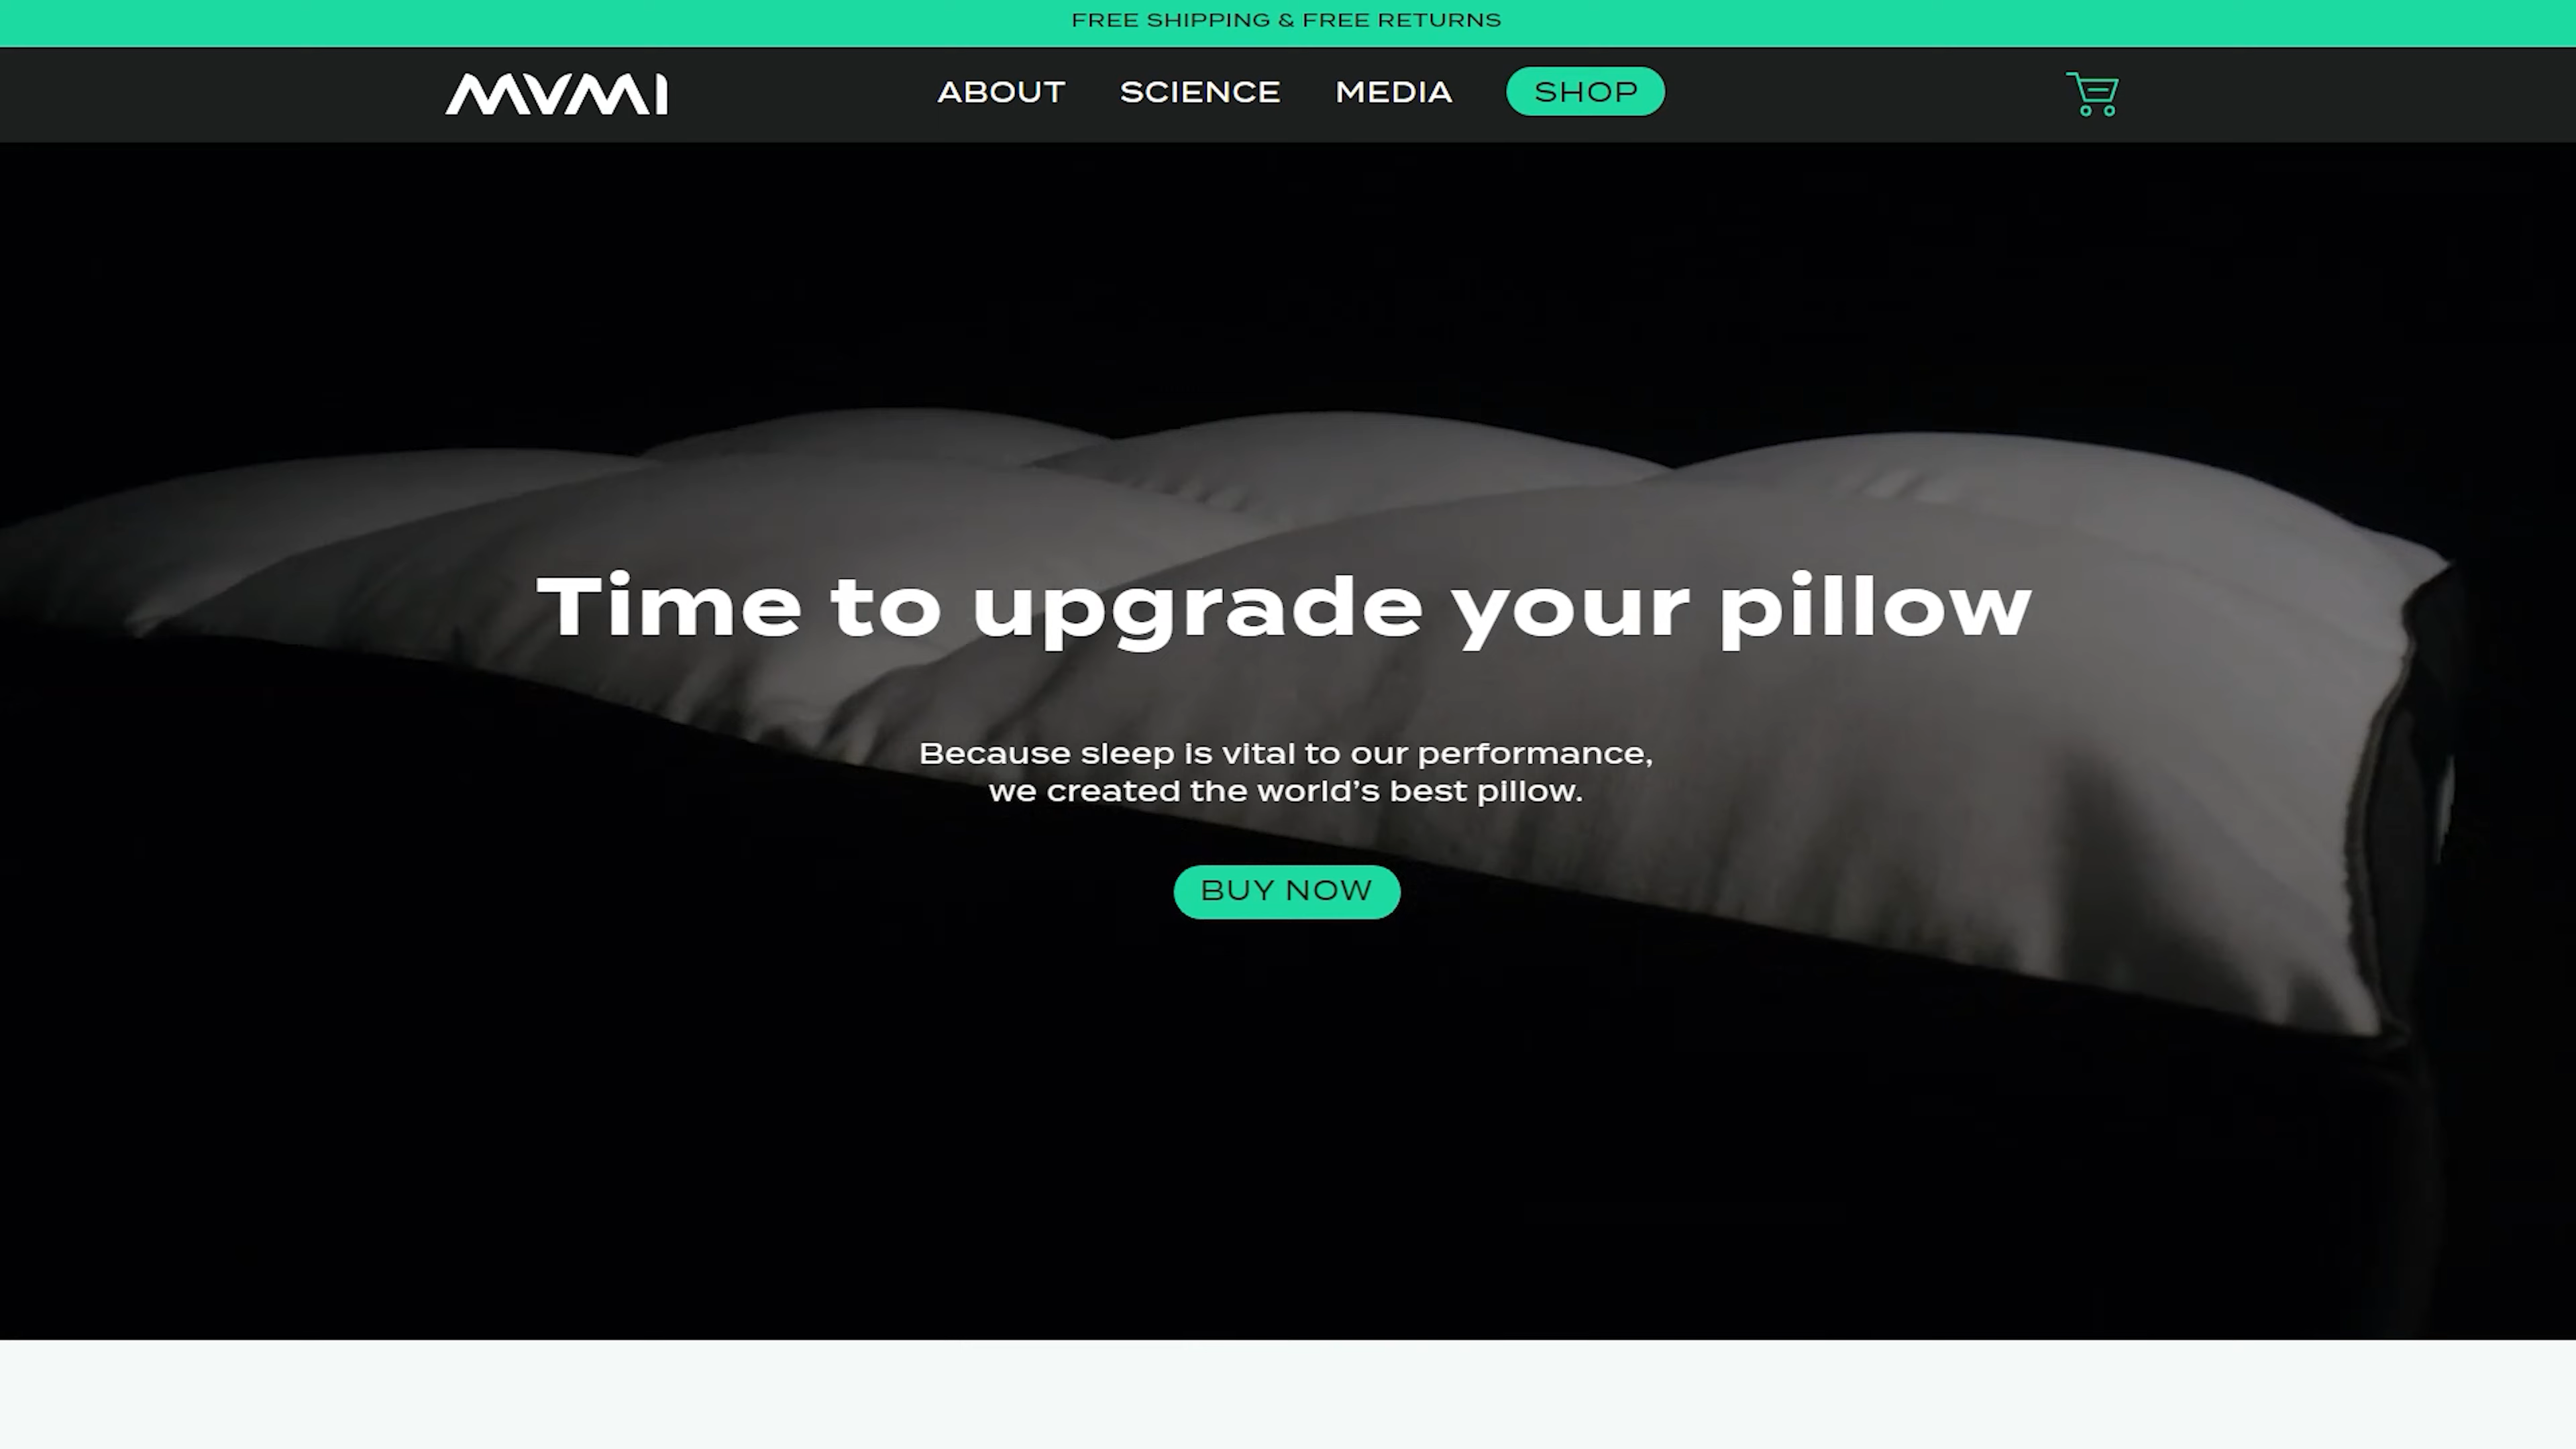 FREE SHIPPING & FREE RETURNS
MVMI
ABOUT SCIENCE MEDIA SHOP
Time to upgrade your pillow
Because sleep is vital to our performance,
we created the world’s best pillow.
BUY NOW